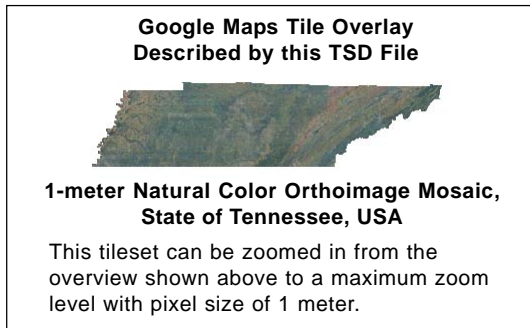 Google Maps Tile Overlay
Described by this TSD File
1-meter Natural Color Orthoimage Mosaic,
State of Tennessee, USA
This tileset can be zoomed in from the
overview shown above to a maximum zoom
level with pixel size of 1 meter.